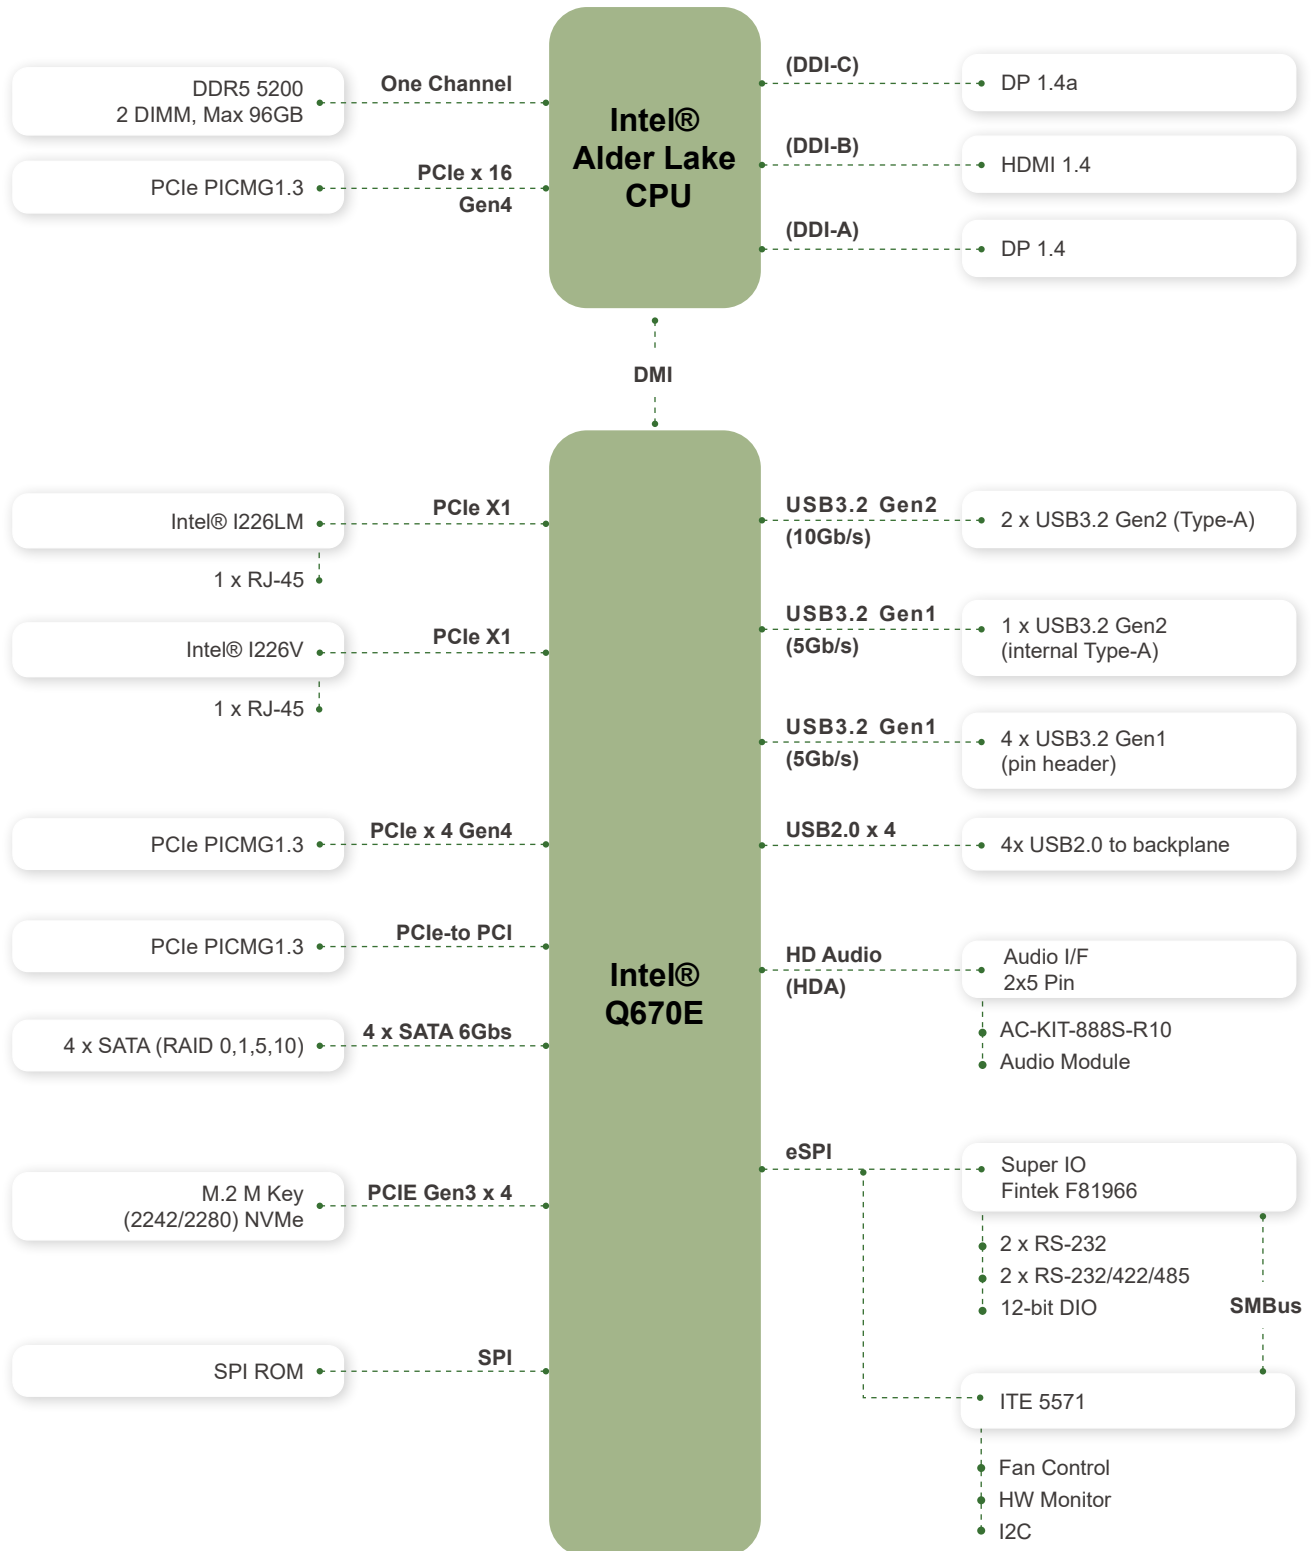 DDR5 5200
2 DIMM, Max 96GB
One Channel
PCIe PICMG1.3
PCIe x 16
Gen4
Intel®
Alder Lake
CPU
(DDI-C)
DP 1.4a
(DDI-B)
HDMI 1.4
(DDI-A)
DP 1.4
DMI
Intel® I226LM
PCIe X1
1 x RJ-45
Intel® I226V
PCIe X1
1 x RJ-45
PCIe PICMG1.3
PCIe x 4 Gen4
PCIe PICMG1.3
PCIe-to PCI
4 x SATA (RAID 0,1,5,10)
4 x SATA 6Gbs
M.2 M Key
(2242/2280) NVMe
PCIE Gen3 x 4
SPI ROM
SPI
Intel®
Q670E
USB3.2 Gen2
(10Gb/s)
2 x USB3.2 Gen2 (Type-A)
USB3.2 Gen1
(5Gb/s)
1 x USB3.2 Gen2
(internal Type-A)
USB3.2 Gen1
(5Gb/s)
4 x USB3.2 Gen1
(pin header)
USB2.0 x 4
4x USB2.0 to backplane
HD Audio
(HDA)
Audio I/F
2x5 Pin
AC-KIT-888S-R10
Audio Module
eSPI
Super IO
Fintek F81966
2 x RS-232
2 x RS-232/422/485
12-bit DIO
SMBus
ITE 5571
Fan Control
HW Monitor
I2C